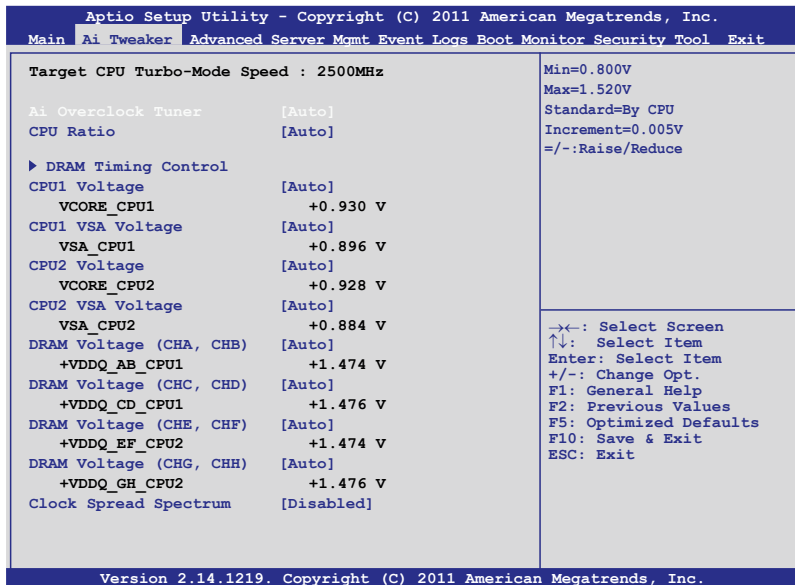 Aptio Setup Utility - Copyright (C) 2011 American Megatrends, Inc.
Main Ai Tweaker Advanced Server Mgmt Event Logs Boot Monitor Security Tool Exit
Target CPU Turbo-Mode Speed : 2500MHz
Ai Overclock Tuner [Auto]
CPU Ratio [Auto]
DRAM Timing Control
CPU1 Voltage [Auto]
VCORE_CPU1 +0.930 V
CPU1 VSA Voltage [Auto]
VSA_CPU1 +0.896 V
CPU2 Voltage [Auto]
VCORE_CPU2 +0.928 V
CPU2 VSA Voltage [Auto]
VSA_CPU2 +0.884 V
DRAM Voltage (CHA, CHB) [Auto]
+VDDQ_AB_CPU1 +1.474 V
DRAM Voltage (CHC, CHD) [Auto]
+VDDQ_CD_CPU1 +1.476 V
DRAM Voltage (CHE, CHF) [Auto]
+VDDQ_EF_CPU2 +1.474 V
DRAM Voltage (CHG, CHH) [Auto]
+VDDQ_GH_CPU2 +1.476 V
Clock Spread Spectrum [Disabled]
Min=0.800V
Max=1.520V
Standard=By CPU
Increment=0.005V
=/-:Raise/Reduce
→←: Select Screen
↑↓: Select Item
Enter: Select Item
+/-: Change Opt.
F1: General Help
F2: Previous Values
F5: Optimized Defaults
F10: Save & Exit
ESC: Exit
Version 2.14.1219. Copyright (C) 2011 American Megatrends, Inc.